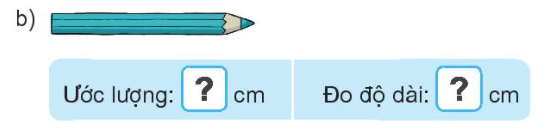 b)
Ước lượng: ? cm Đo độ dài: ? cm